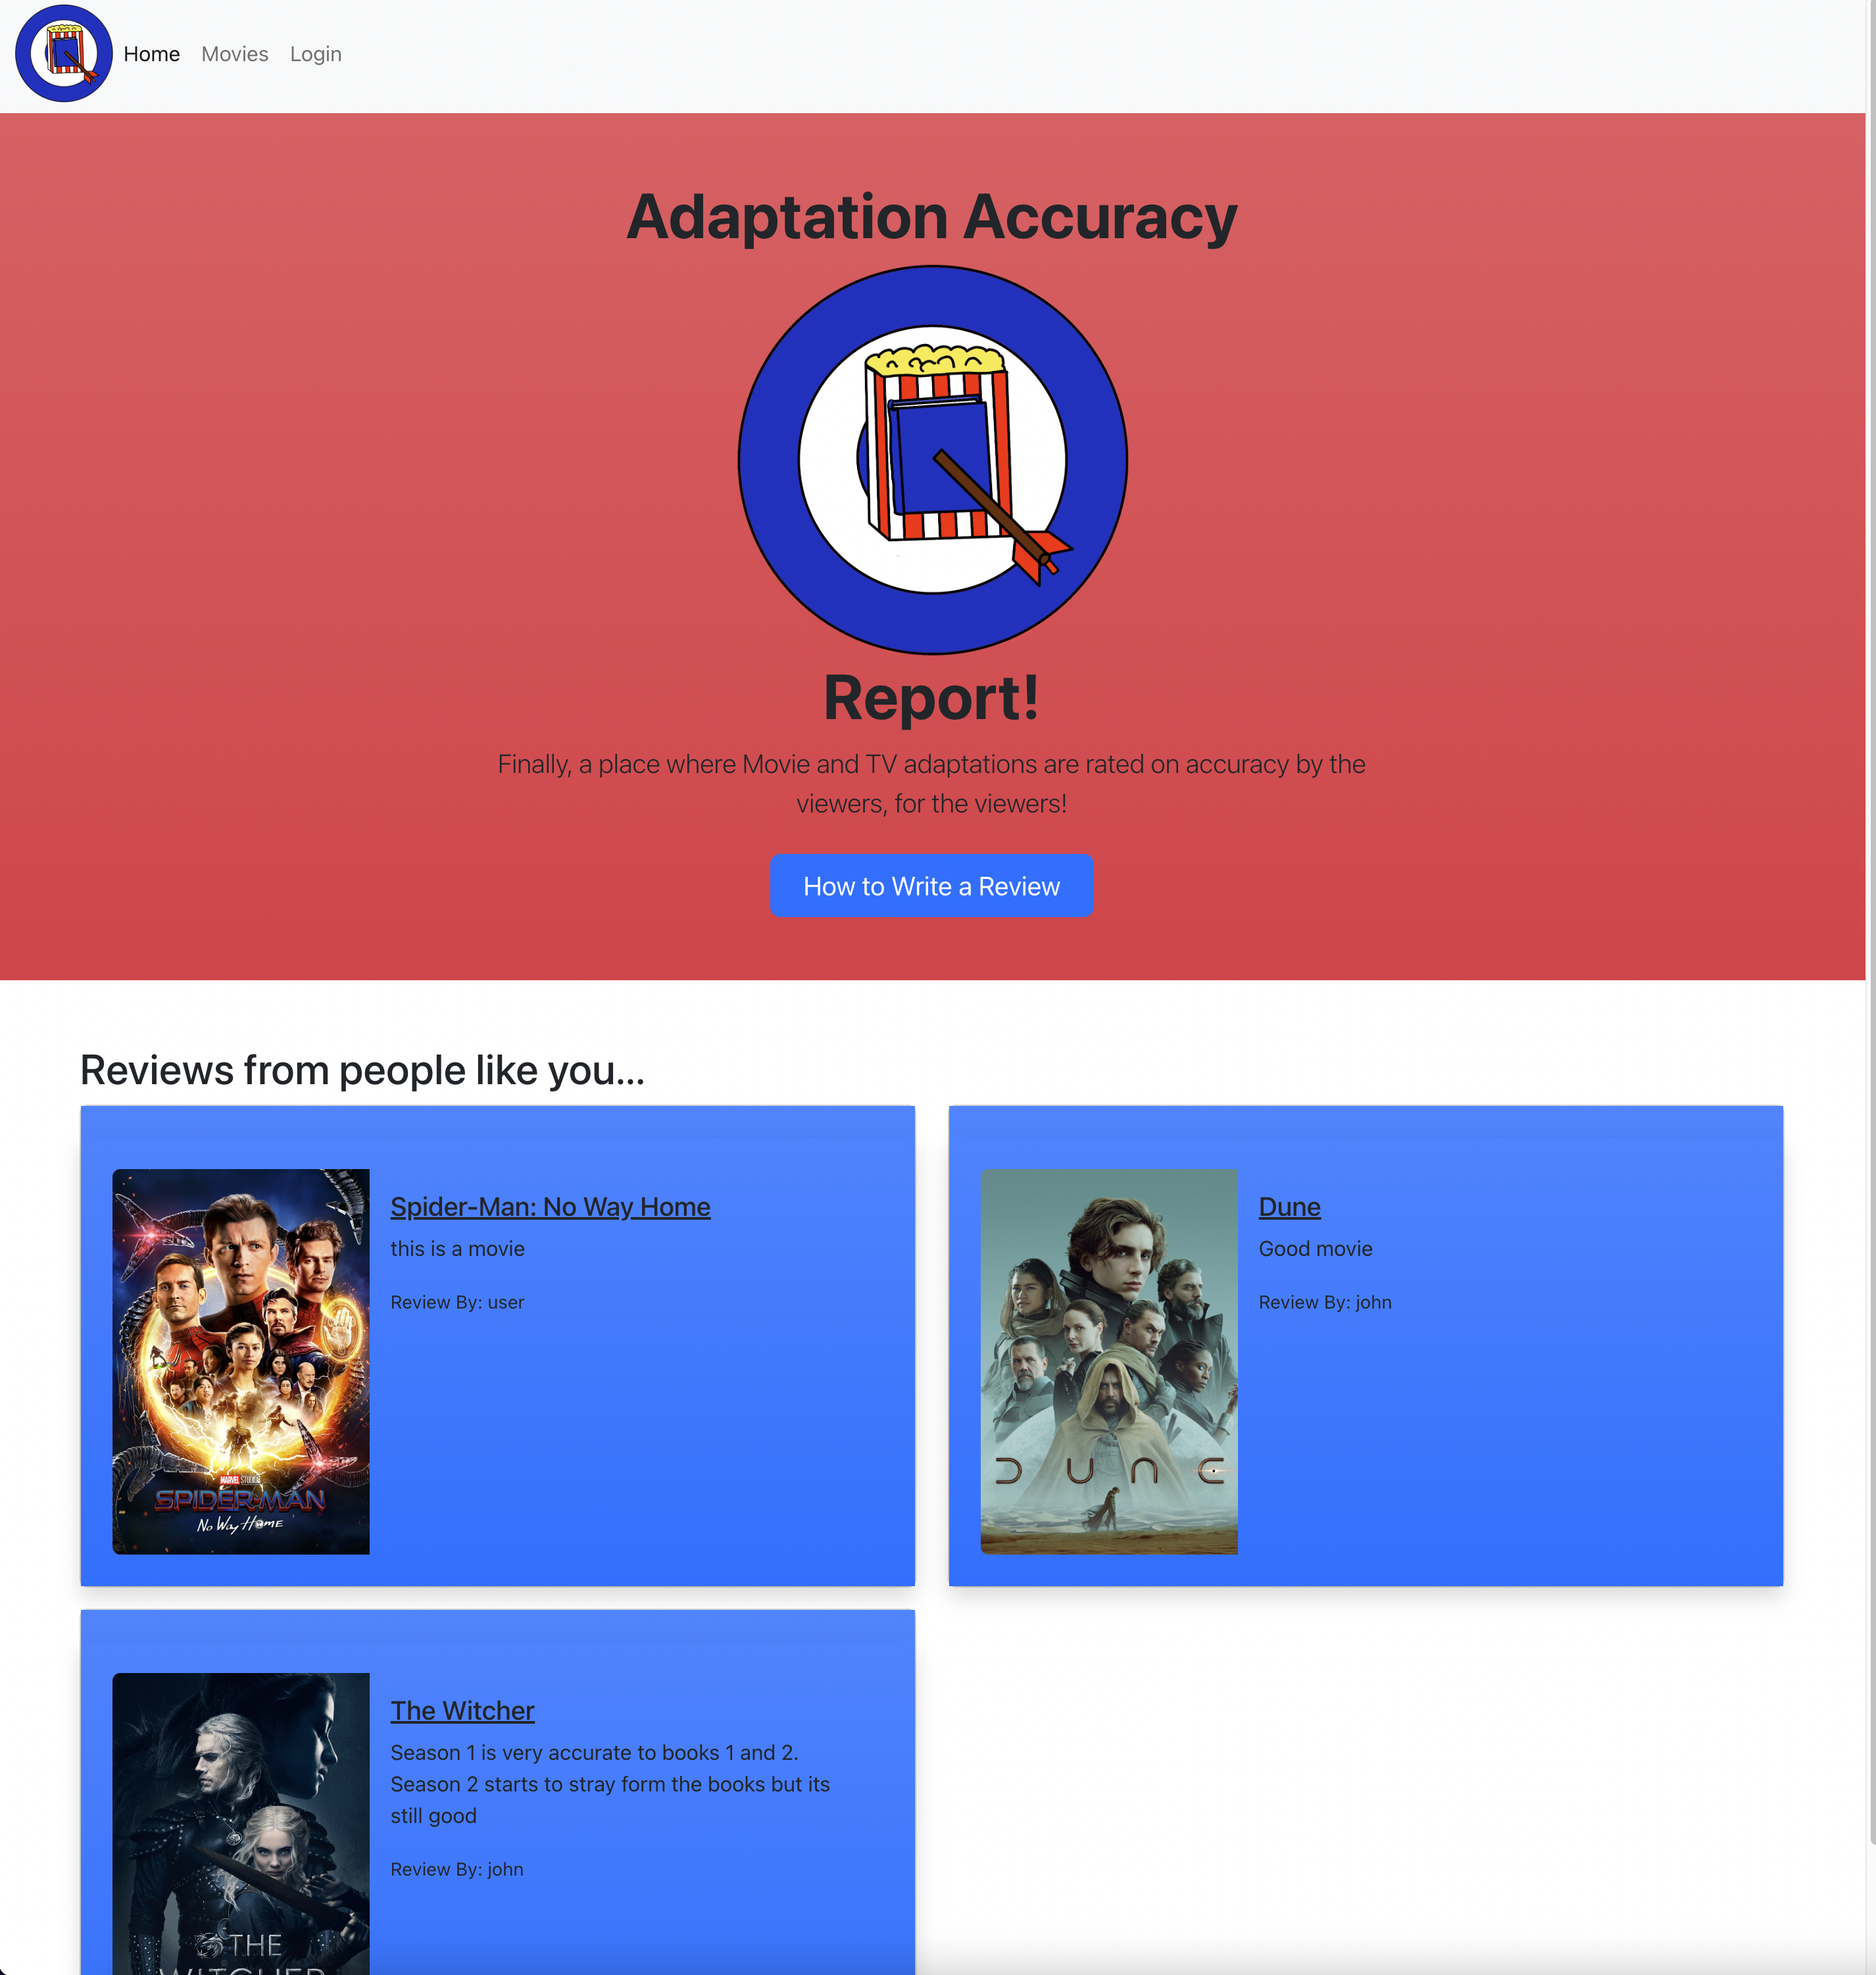 Home Movies Login
Adaptation Accuracy
Report!
Finally, a place where Movie and TV adaptations are rated on accuracy by the
viewers, for the viewers!
How to Write a Review
Reviews from people like you...
Spider-Man: No Way Home
this is a movie
Review By: user
MARVEL STUDIOS
SPIDER-MAN
No Way Home
Dune
Good movie
Review By: john
DUNE
The Witcher
Season 1 is very accurate to books 1 and 2.
Season 2 starts to stray form the books but its
still good
Review By: john
THE
WITCHER